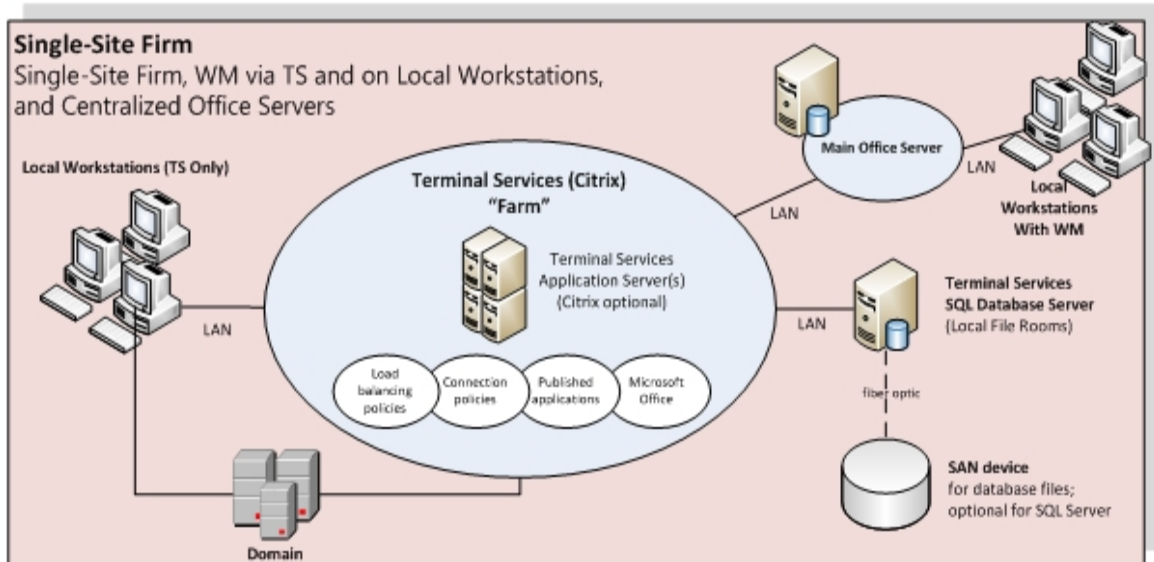 Single-Site Firm
Single-Site Firm, WM via TS and on Local Workstations,
and Centralized Office Servers
Local Workstations (TS Only)
LAN
Terminal Services (Citrix)
"Farm"
Terminal Services
Application Server(s)
(Citrix optional)
Load
balancing
policies
Connection
policies
Published
applications
Microsoft
Office
Main Office Server
LAN
LAN
Local
Workstations
With WM
LAN
Terminal Services
SQL Database Server
(Local File Rooms)
fiber optic
SAN device
for database files;
optional for SQL Server
Domain